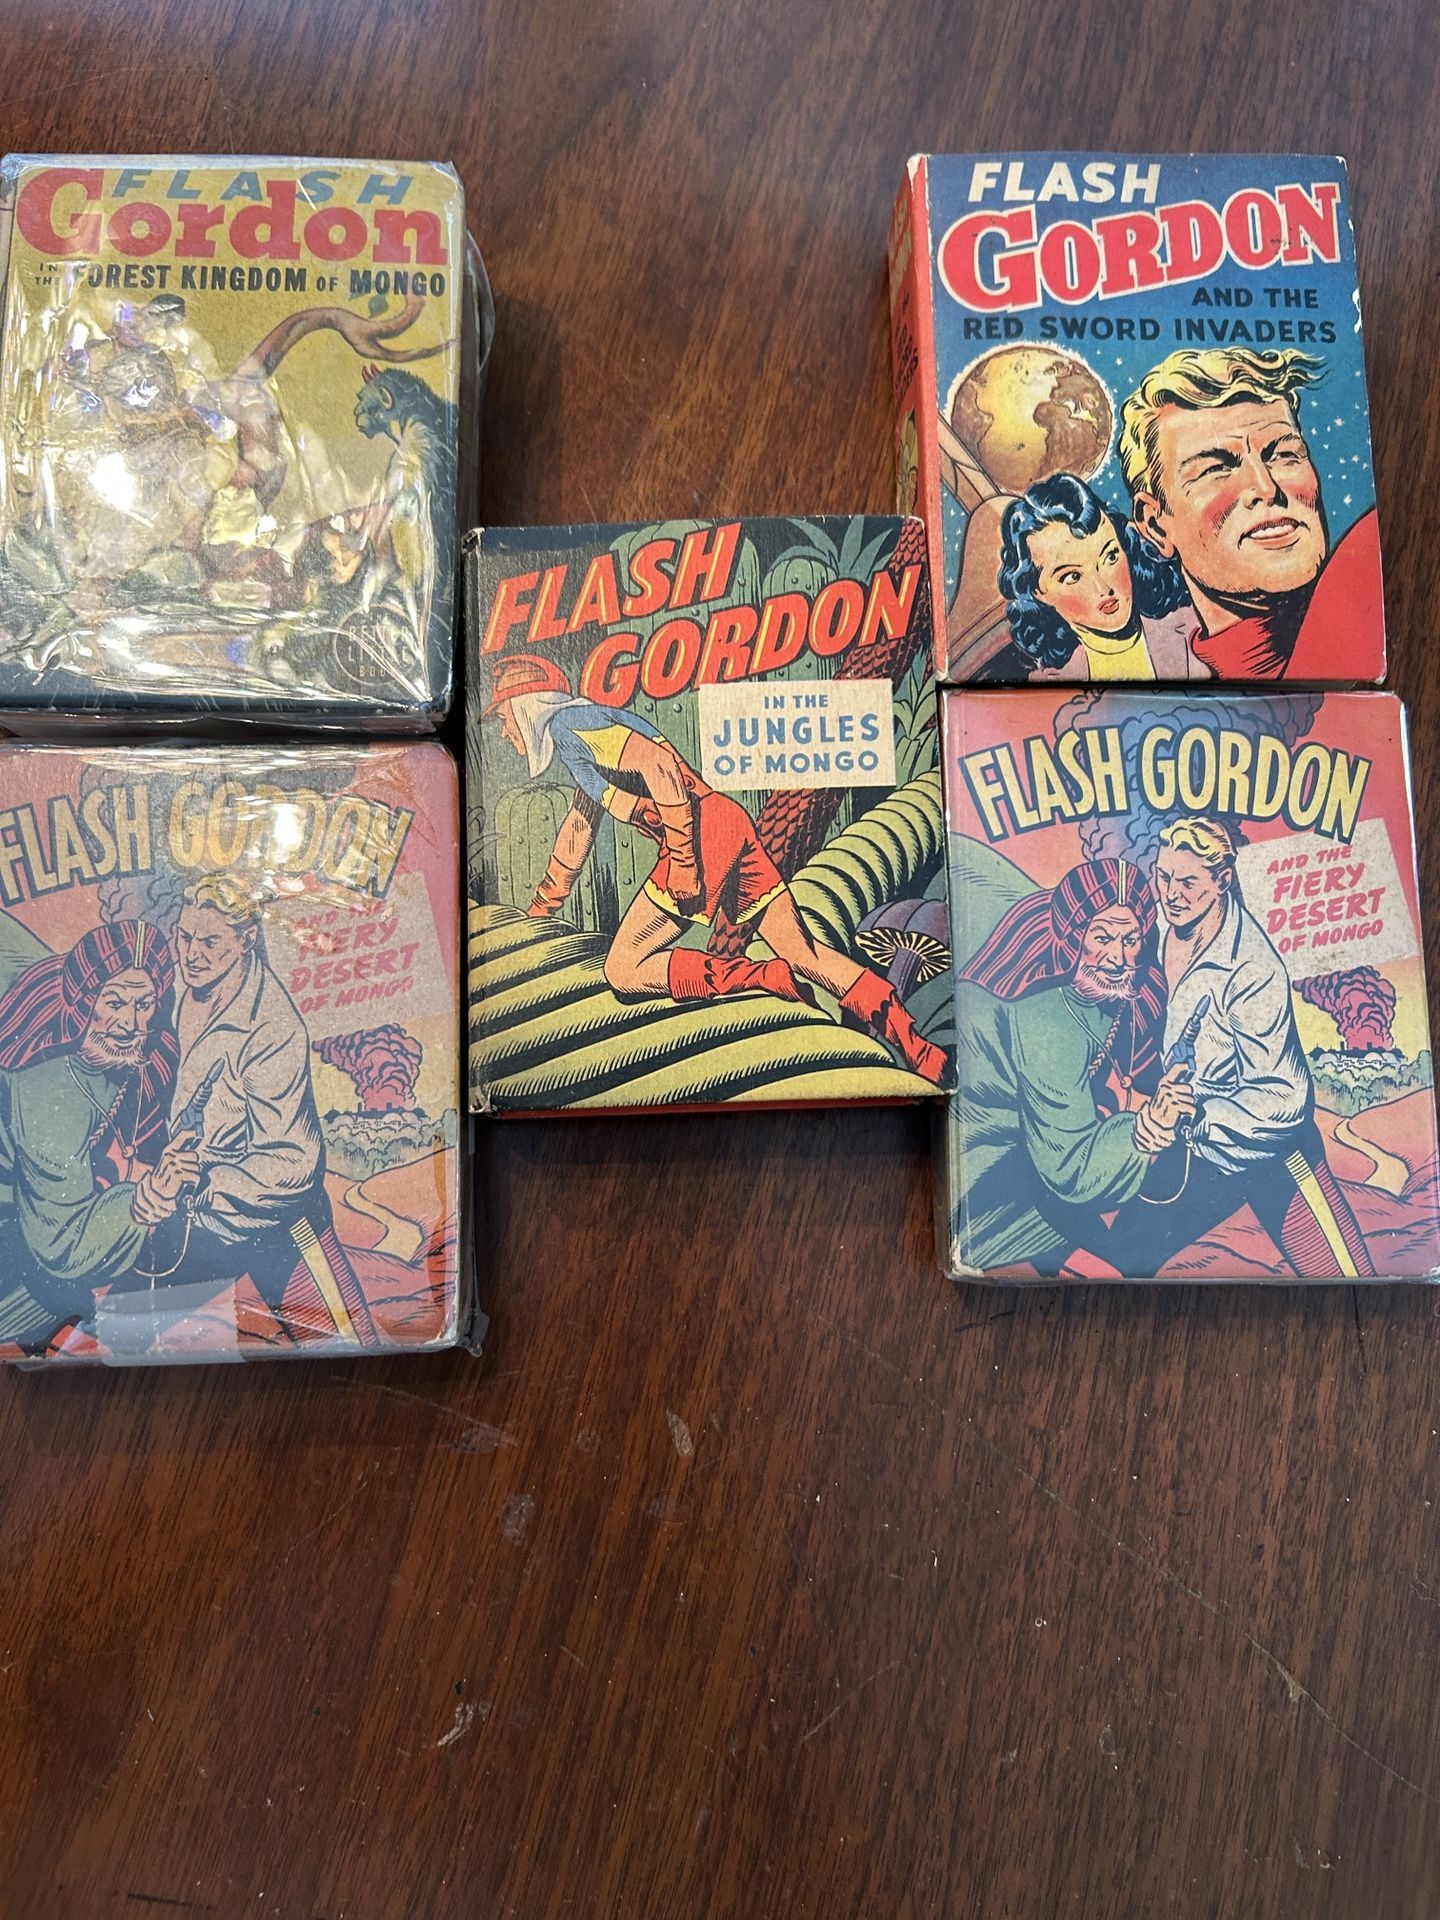 FLASH
Gordon
IN THE FOREST KINGDOM OF MONGO
FLASH
GORDON
AND THE
RED SWORD INVADERS
FLASH
GORDON
IN THE
JUNGLES
OF MONGO
FLASH GORDON
AND THE
FIERY
DESERT
OF MONGO
FLASH GORDON
AND THE
FIERY
DESERT
OF MONGO